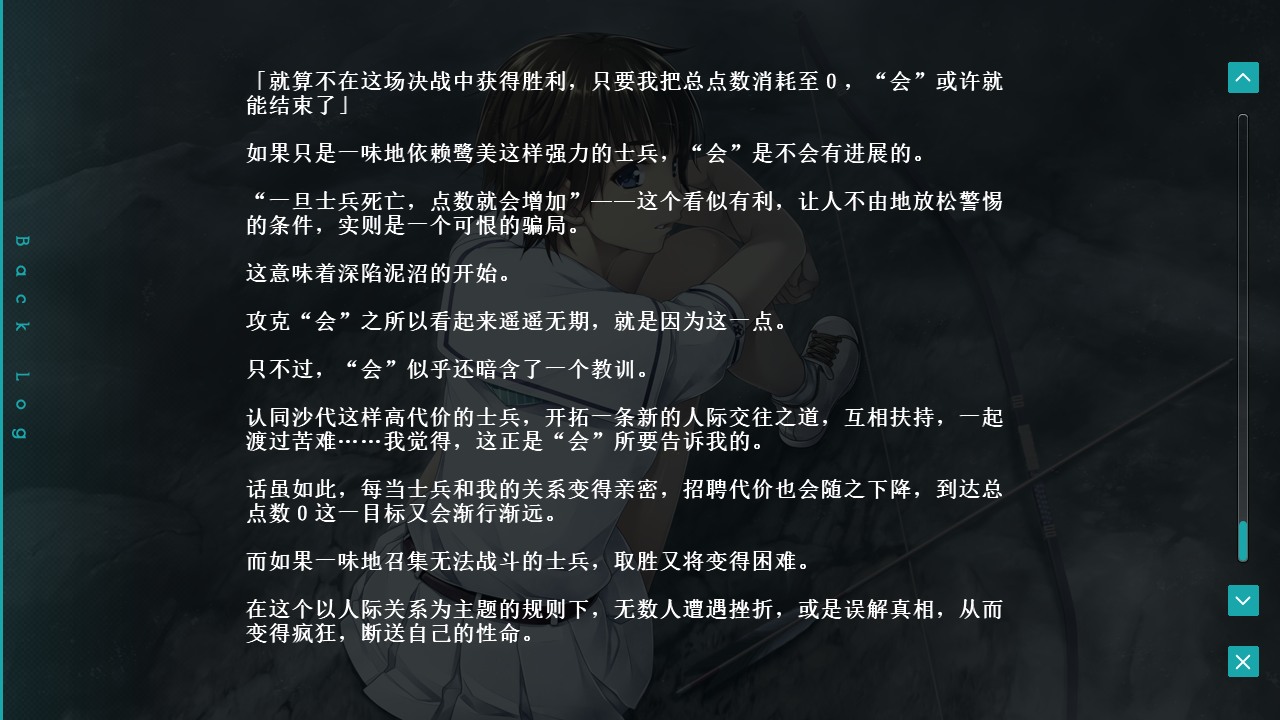 Back Log
「就算不在这场决战中获得胜利，只要我把总点数消耗至０，“会”或许就
能结束了」
如果只是一味地依赖鹭美这样强力的士兵，“会”是不会有进展的。
“一旦士兵死亡，点数就会增加”——这个看似有利，让人不由地放松警惕
的条件，实则是一个可恨的骗局。
这意味着深陷泥沼的开始。
攻克“会”之所以看起来遥遥无期，就是因为这一点。
只不过，“会”似乎还暗含了一个教训。
认同沙代这样高代价的士兵，开拓一条新的人际交往之道，互相扶持，一起
渡过苦难……我觉得，这正是“会”所要告诉我的。
话虽如此，每当士兵和我的关系变得亲密，招聘代价也会随之下降，到达总
点数０这一目标又会渐行渐远。
而如果一味地召集无法战斗的士兵，取胜又将变得困难。
在这个以人际关系为主题的规则下，无数人遭遇挫折，或是误解真相，从而
变得疯狂，断送自己的性命。